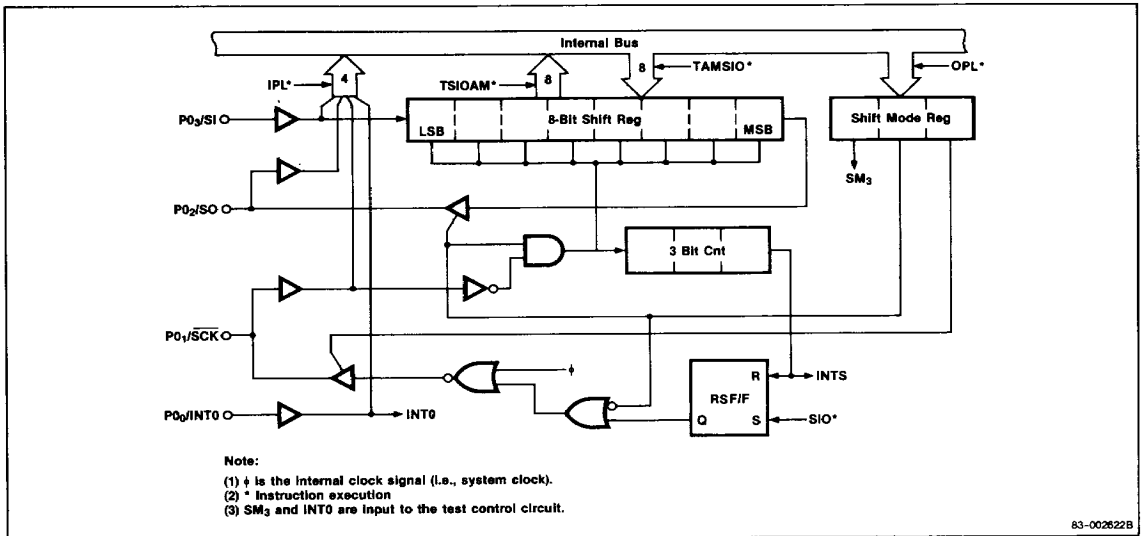 Internal Bus
IPL*
4
TSIOAM*
8
8
TAMSIO*
OPL*
P0₃/SI
8-Bit Shift Reg
LSB
MSB
Shift Mode Reg
SM₃
P0₂/SO
3 Bit Cnt
P0₁/S̅C̅K̅
ϕ
R
INTS
RSF/F
P0₀/INT0
INT0
Q
S
SIO*
Note:
(1) ϕ is the internal clock signal (i.e., system clock).
(2) * Instruction execution
(3) SM₃ and INT0 are input to the test control circuit.
83-002622B